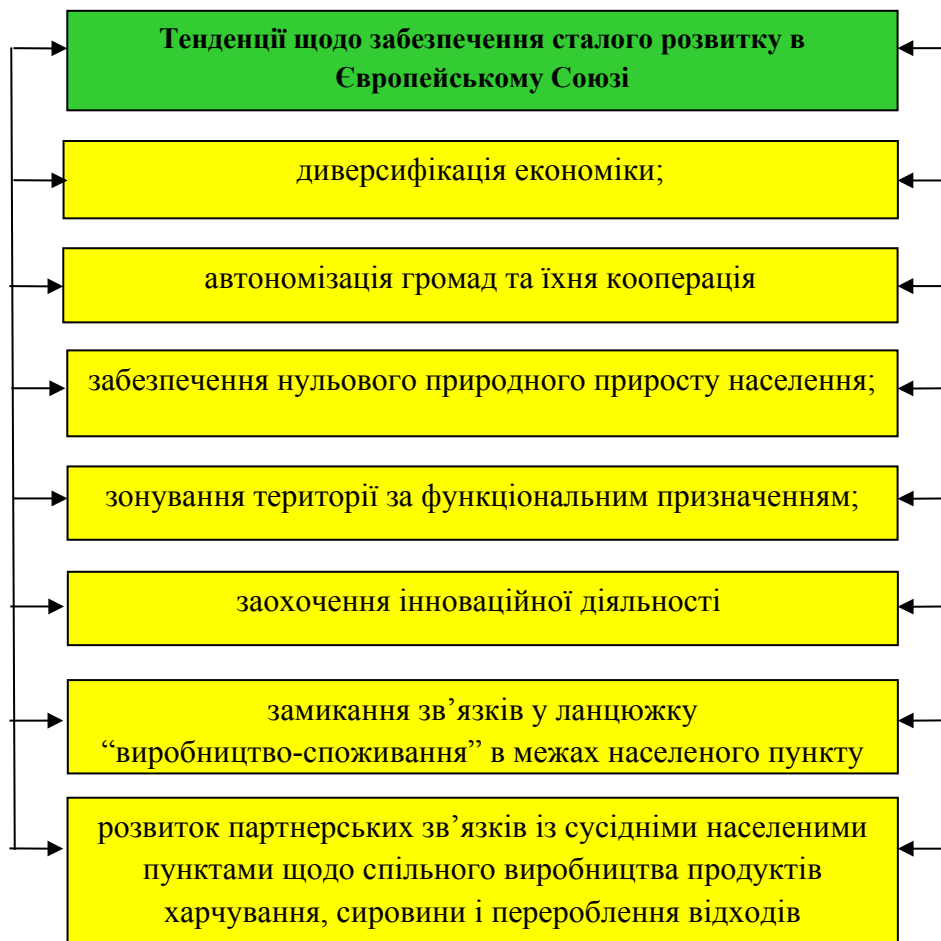 Тенденції щодо забезпечення сталого розвитку в
Європейському Союзі
диверсифікація економіки;
автономізація громад та їхня кооперація
забезпечення нульового природного приросту населення;
зонування території за функціональним призначенням;
заохочення інноваційної діяльності
замикання зв’язків у ланцюжку
“виробництво-споживання” в межах населеного пункту
розвиток партнерських зв’язків із сусідніми населеними
пунктами щодо спільного виробництва продуктів
харчування, сировини і перероблення відходів